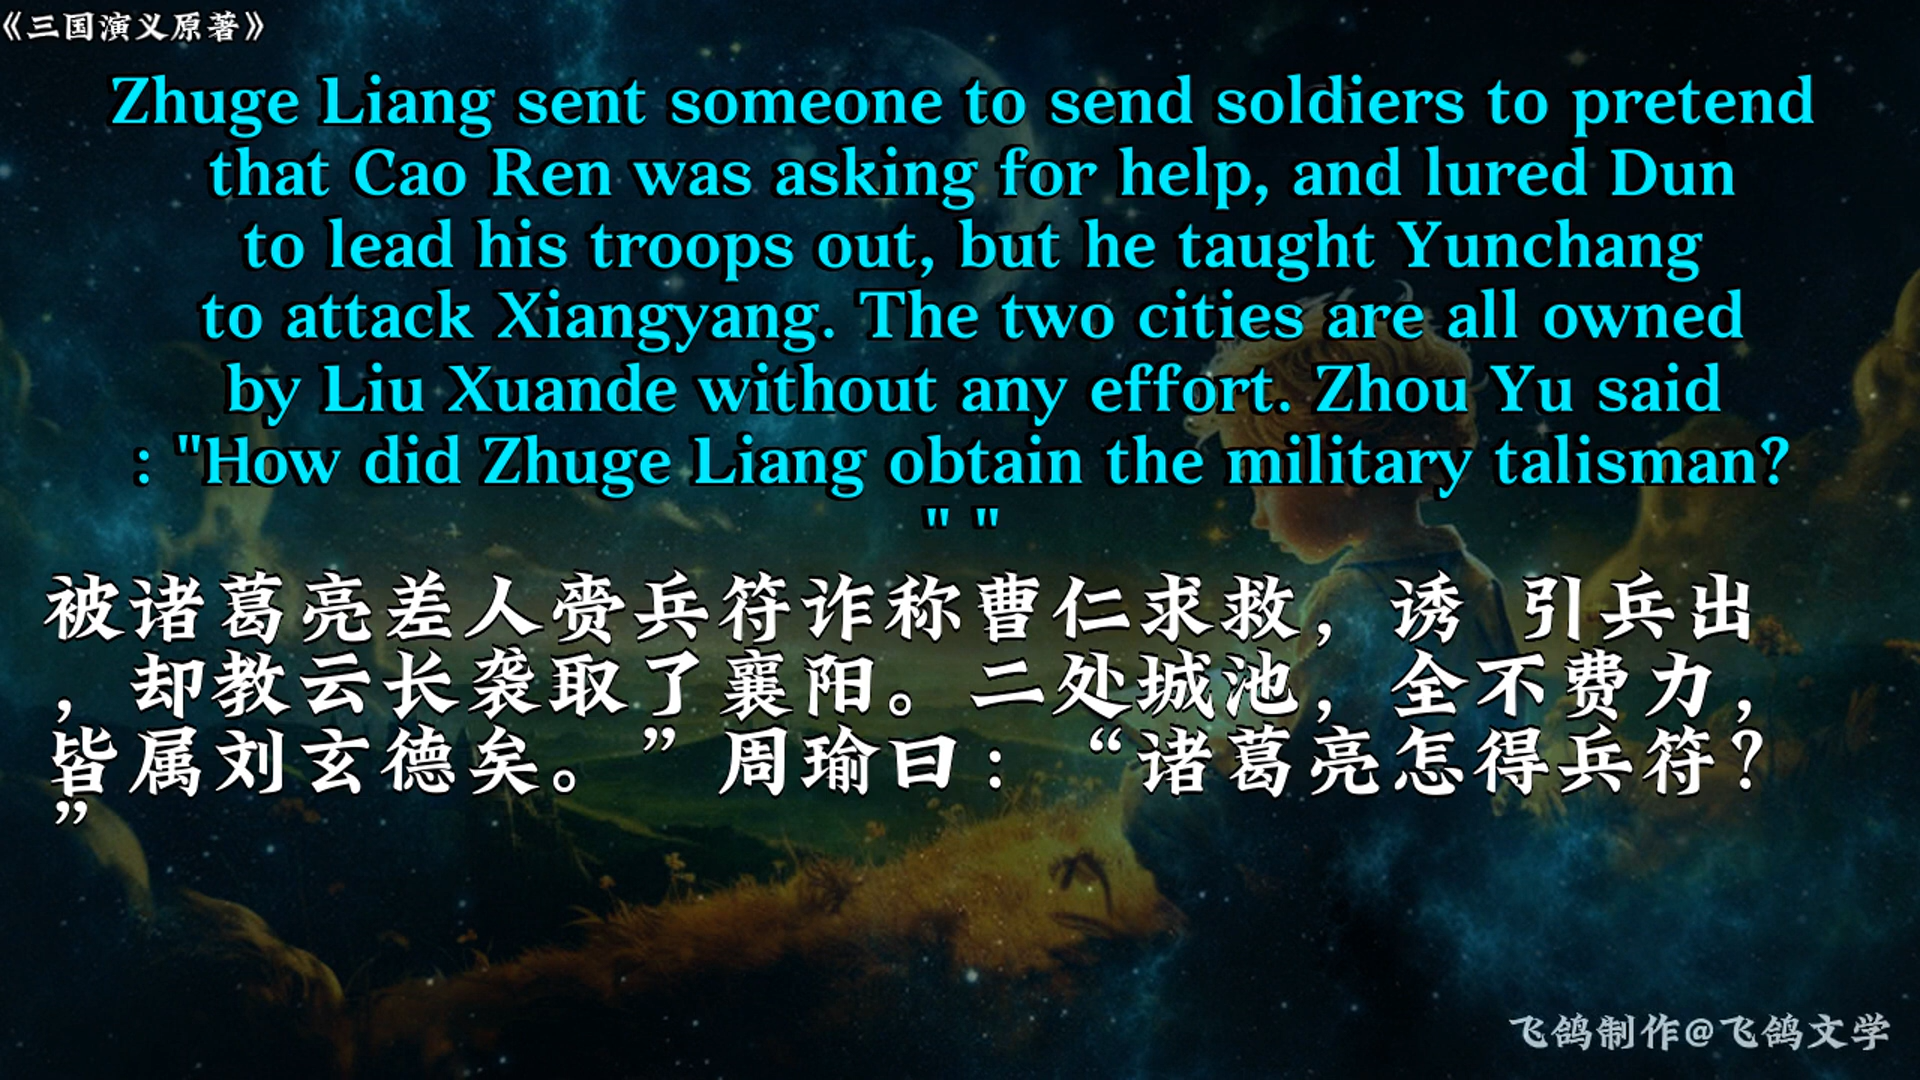 《三国演义原著》
Zhuge Liang sent someone to send soldiers to pretend
that Cao Ren was asking for help, and lured Dun
to lead his troops out, but he taught Yunchang
to attack Xiangyang. The two cities are all owned
by Liu Xuande without any effort. Zhou Yu said
: "How did Zhuge Liang obtain the military talisman?
" "
被诸葛亮差人赍兵符诈称曹仁求救，诱 引兵出
，却教云长袭取了襄阳。二处城池，全不费力，
皆属刘玄德矣。”周瑜曰：“诸葛亮怎得兵符？
”
飞鸽制作@飞鸽文学